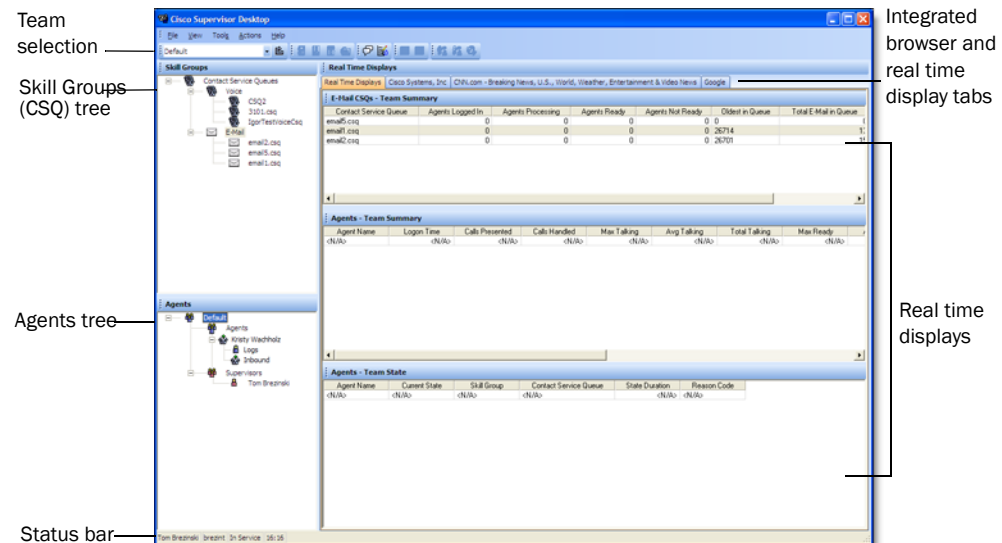 Team selection
Skill Groups (CSQ) tree
Agents tree
Status bar
Integrated browser and real time display tabs
Real time displays
Cisco Supervisor Desktop
File View Tools Actions Help
Default
Skill Groups
Contact Service Queues
Voice
CSQ2
3101.csq
IgorTestVoiceCsq
E-Mail
email2.csq
email5.csq
email1.csq
Agents
Default
Agents
Kristy Wachholz
Logs
Inbound
Supervisors
Tom Brezinski
Real Time Displays
Real Time Displays Cisco Systems, Inc CNN.com - Breaking News, U.S., World, Weather, Entertainment & Video News Google
E-Mail CSQs - Team Summary
Contact Service Queue Agents Logged In Agents Processing Agents Ready Agents Not Ready Oldest in Queue Total E-Mail in Queue
email5.csq 0 0 0 0 0
email1.csq 0 0 0 0 26714
email2.csq 0 0 0 0 26701
Agents - Team Summary
Agent Name Logon Time Calls Presented Calls Handled Max Talking Avg Talking Total Talking Max Ready
<N/A> <N/A> <N/A> <N/A> <N/A> <N/A> <N/A> <N/A>
Agents - Team State
Agent Name Current State Skill Group Contact Service Queue State Duration Reason Code
<N/A> <N/A> <N/A> <N/A> <N/A> <N/A>
Tom Brezinski brezint In Service 16:16